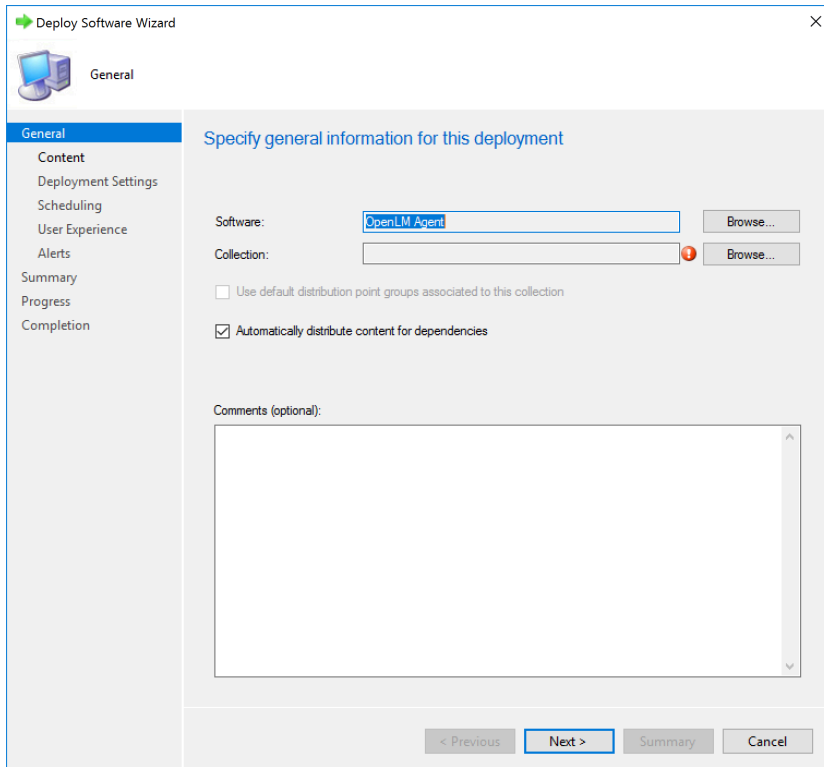 Deploy Software Wizard
General
General
Content
Deployment Settings
Scheduling
User Experience
Alerts
Summary
Progress
Completion
Specify general information for this deployment
Software: OpenLM Agent Browse...
Collection: Browse...
Use default distribution point groups associated to this collection
Automatically distribute content for dependencies
Comments (optional):
< Previous Next > Summary Cancel